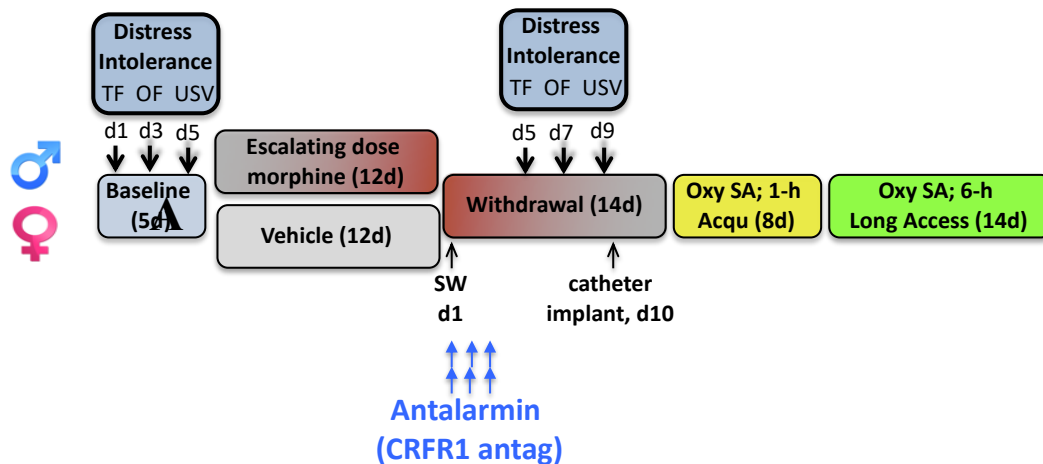 Distress
Intolerance
TF OF USV
d1 d3 d5
Distress
Intolerance
TF OF USV
d5 d7 d9
Baseline
(5d)
A
Escalating dose
morphine (12d)
Vehicle (12d)
Withdrawal (14d)
Oxy SA; 1-h
Acqu (8d)
Oxy SA; 6-h
Long Access (14d)
SW
d1
catheter
implant, d10
Antalarmin
(CRFR1 antag)